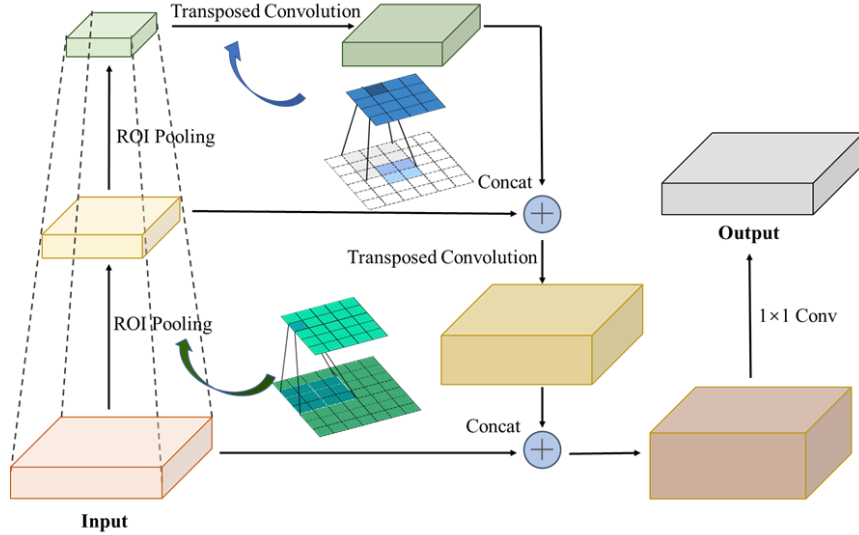 Transposed Convolution
ROI Pooling
Concat
Output
Transposed Convolution
ROI Pooling
1×1 Conv
Concat
Input